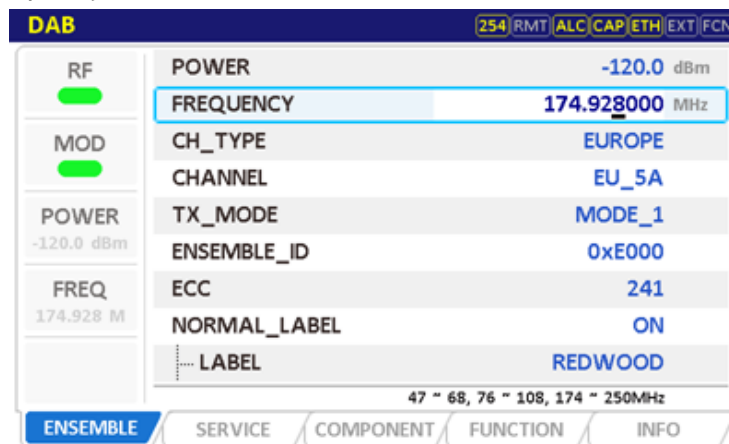 DAB 254 RMT ALC CAP ETH EXT FCN
RF
MOD
POWER
-120.0 dBm
FREQ
174.928 M
POWER -120.0 dBm
FREQUENCY 174.928000 MHz
CH_TYPE EUROPE
CHANNEL EU_5A
TX_MODE MODE_1
ENSEMBLE_ID 0xE000
ECC 241
NORMAL_LABEL ON
LABEL REDWOOD
47 ~ 68, 76 ~ 108, 174 ~ 250MHz
ENSEMBLE SERVICE COMPONENT FUNCTION INFO